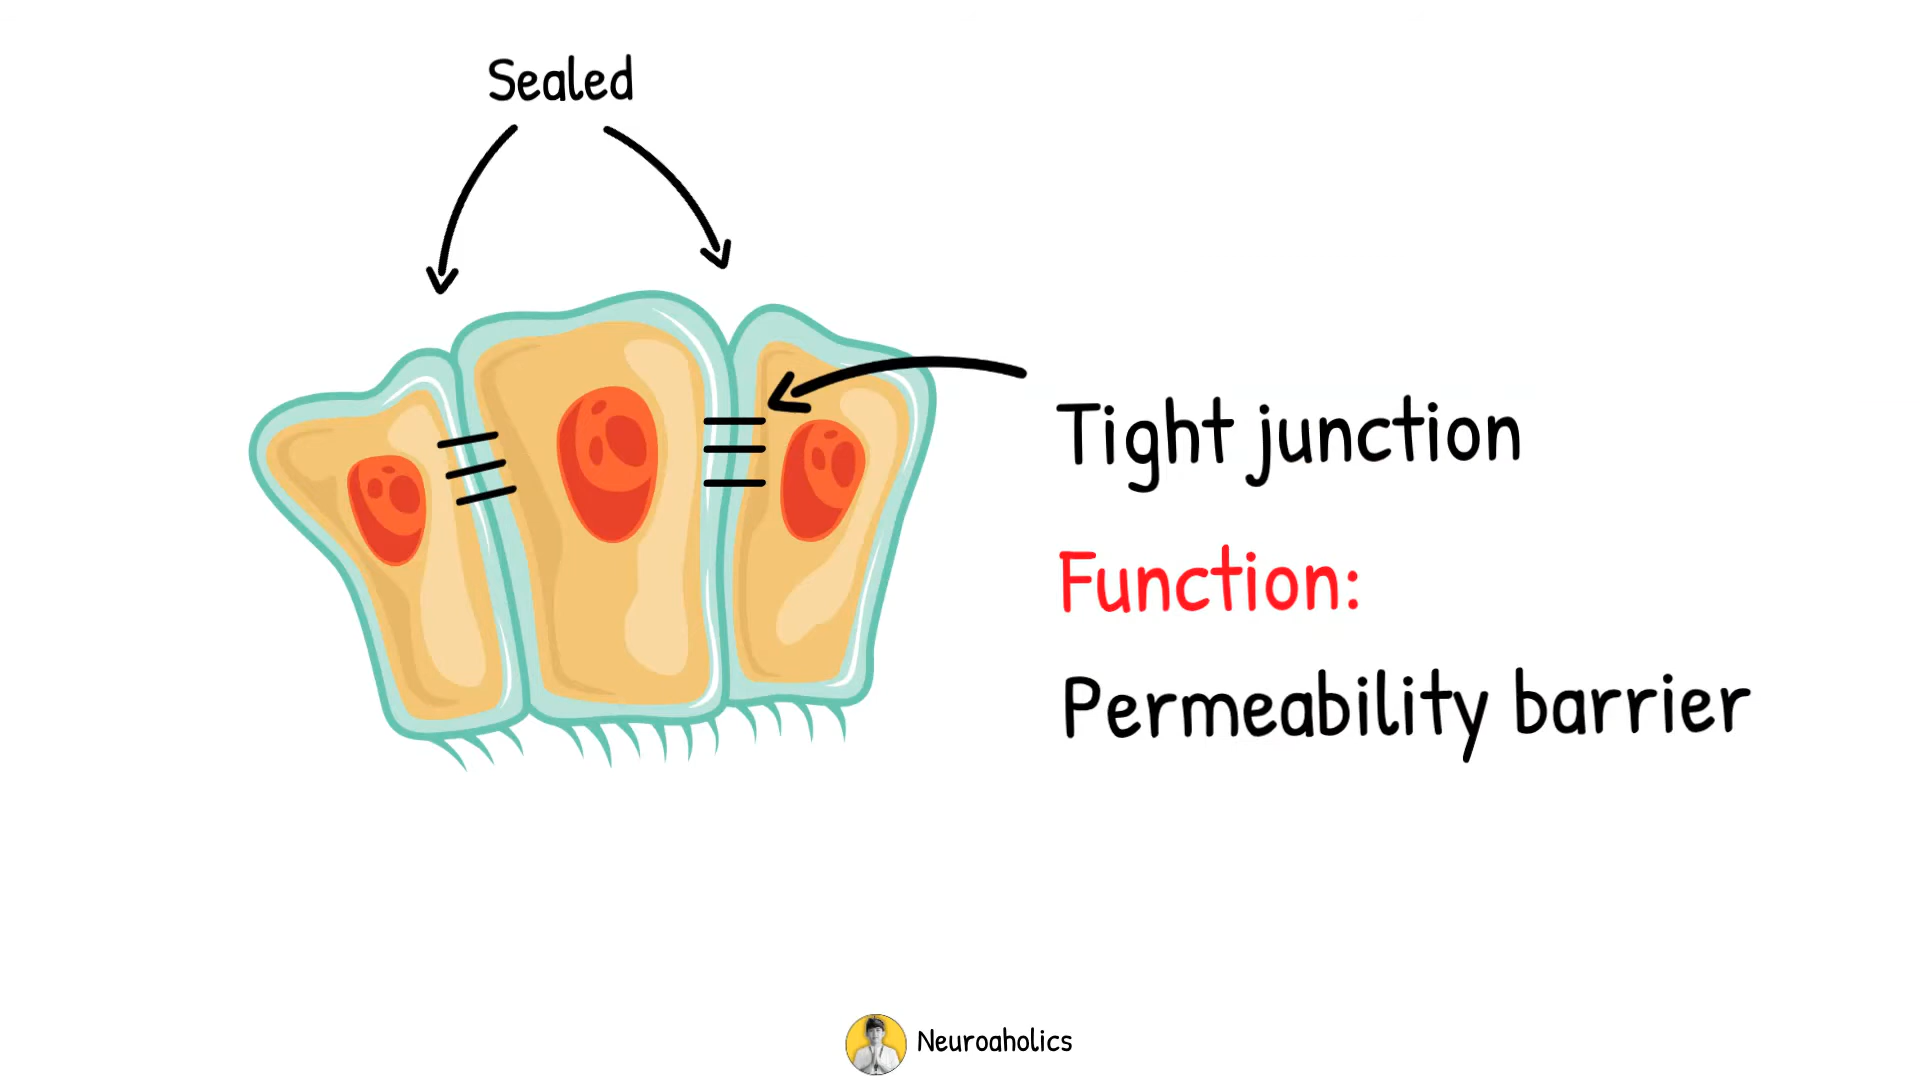 Sealed
Tight junction
Function:
Permeability barrier
Neuroaholics